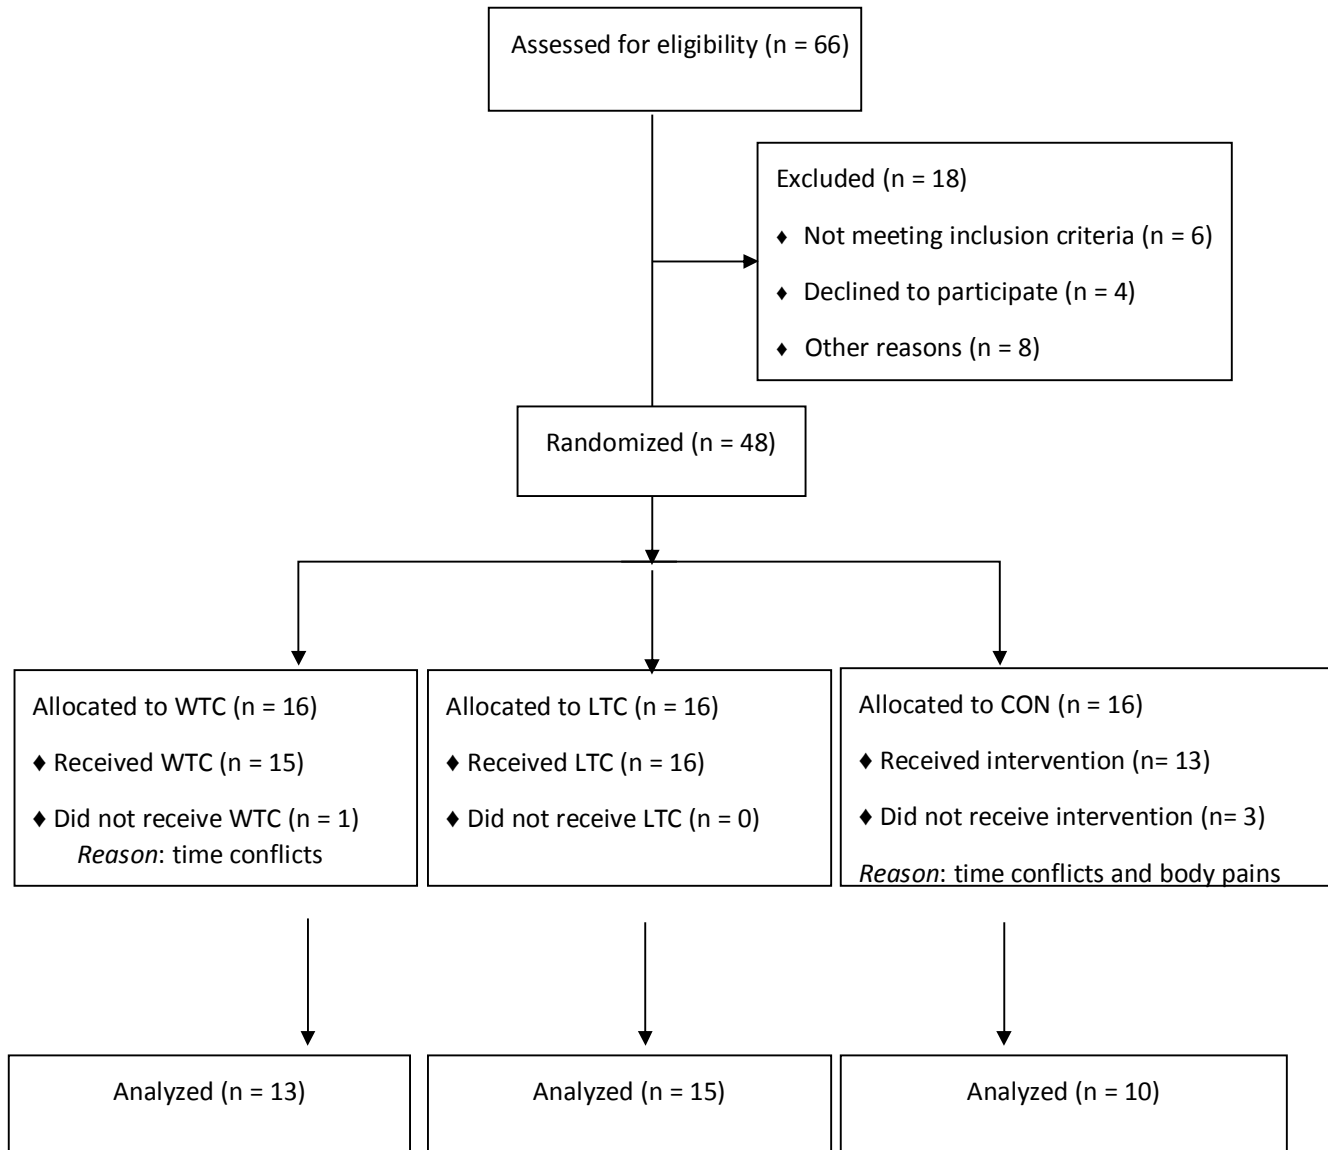 Assessed for eligibility (n = 66)
Excluded (n = 18)
♦ Not meeting inclusion criteria (n = 6)
♦ Declined to participate (n = 4)
♦ Other reasons (n = 8)
Randomized (n = 48)
Allocated to WTC (n = 16)
♦ Received WTC (n = 15)
♦ Did not receive WTC (n = 1)
Reason: time conflicts
Allocated to LTC (n = 16)
♦ Received LTC (n = 16)
♦ Did not receive LTC (n = 0)
Allocated to CON (n = 16)
♦ Received intervention (n= 13)
♦ Did not receive intervention (n= 3)
Reason: time conflicts and body pains
Analyzed (n = 13)
Analyzed (n = 15)
Analyzed (n = 10)